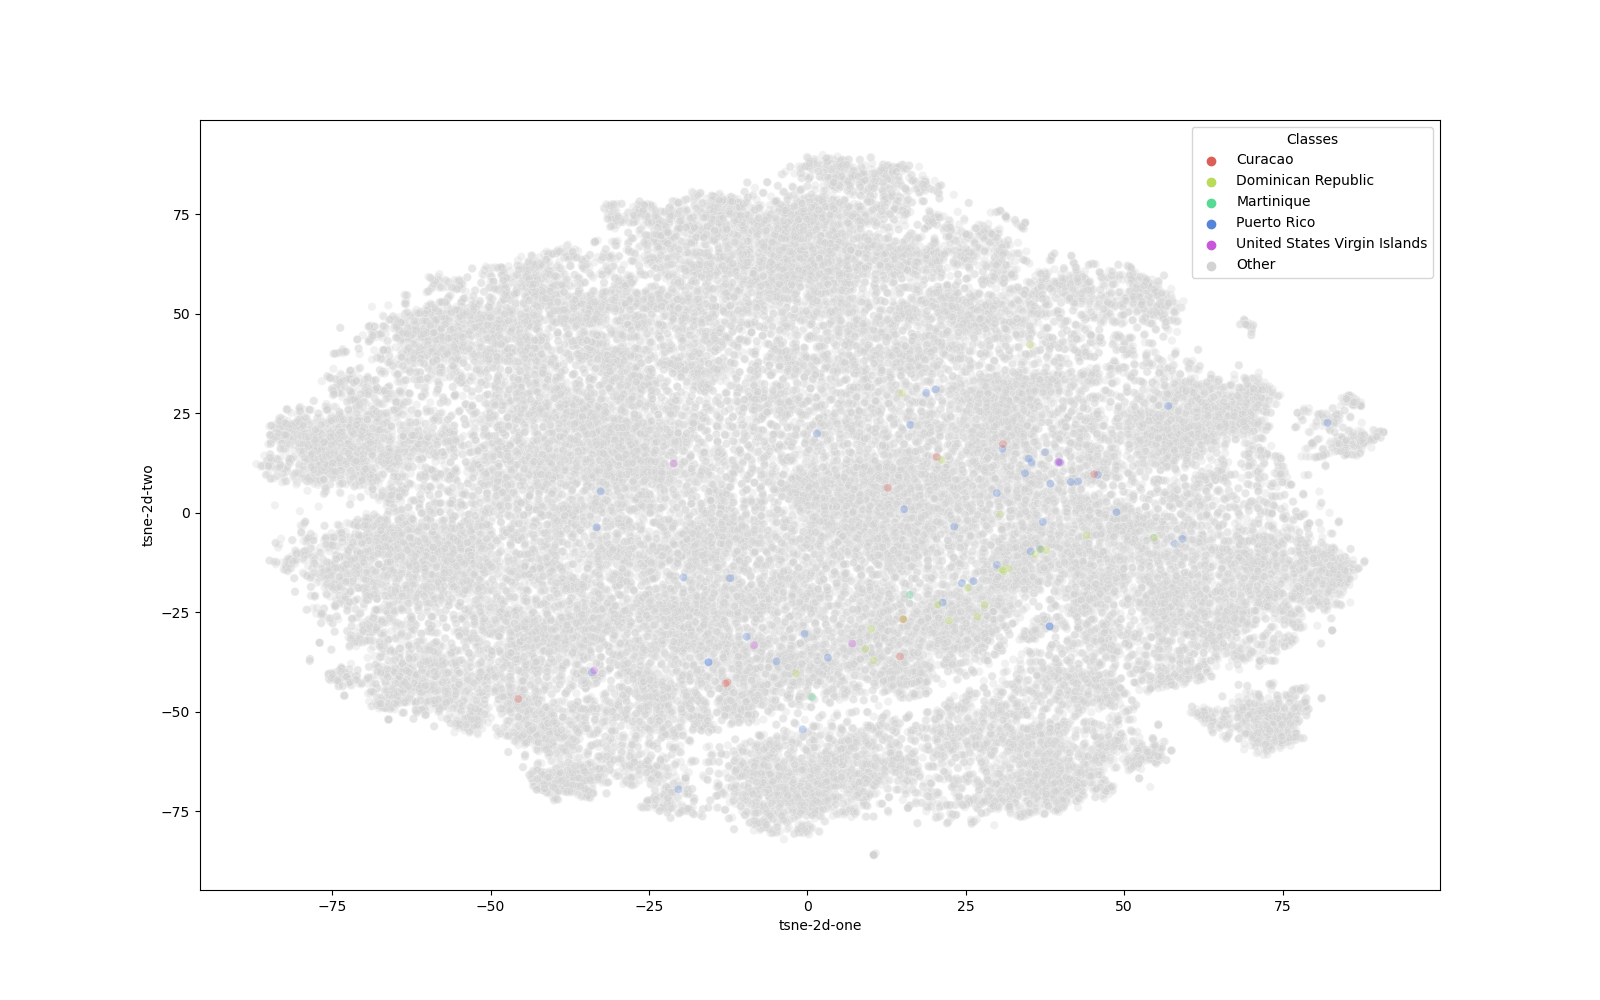 Classes
Curacao
Dominican Republic
Martinique
Puerto Rico
United States Virgin Islands
Other
75
50
25
0
−25
−50
−75
tsne-2d-two
−75 −50 −25 0 25 50 75
tsne-2d-one